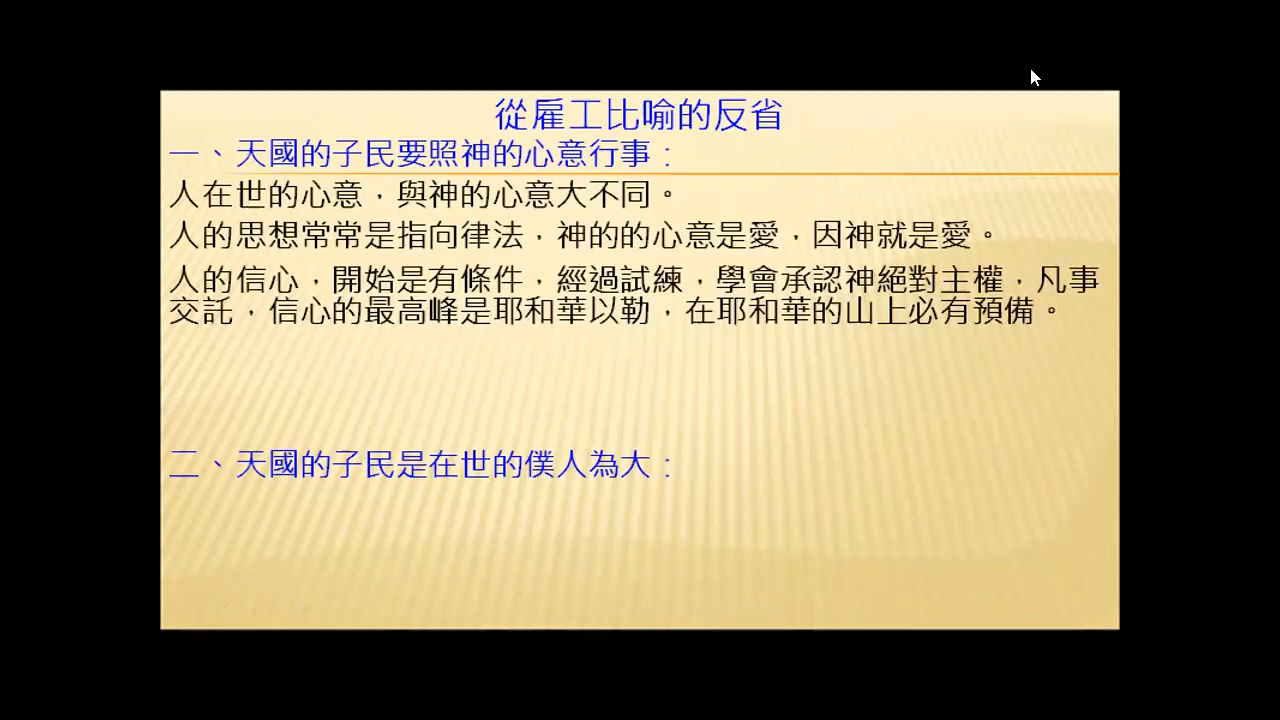 從雇工比喻的反省
一、天國的子民要照神的心意行事：
人在世的心意，與神的心意大不同。
人的思想常常是指向律法，神的的心意是愛，因神就是愛。
人的信心，開始是有條件，經過試練，學會承認神絕對主權，凡事
交託，信心的最高峰是耶和華以勒，在耶和華的山上必有預備。
二、天國的子民是在世的僕人為大：